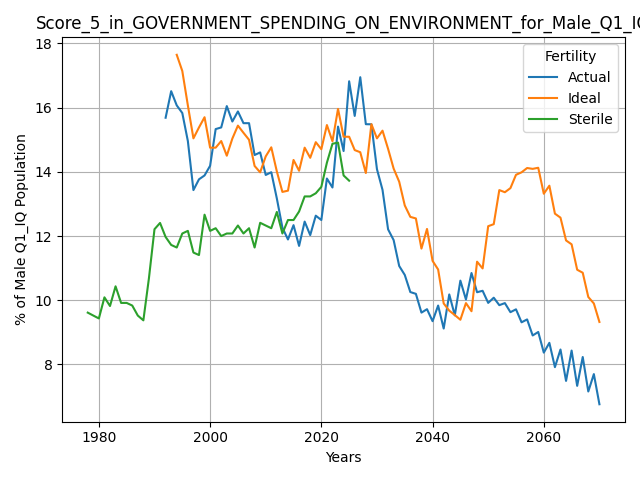 Score_5_in_GOVERNMENT_SPENDING_ON_ENVIRONMENT_for_Male_Q1_IQ
Fertility
Actual
Ideal
Sterile
% of Male Q1_IQ Population
18
16
14
12
10
8
1980 2000 2020 2040 2060
Years